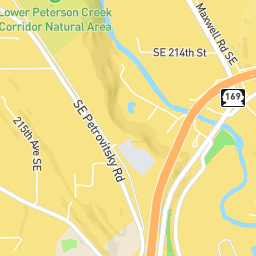 Lower Peterson Creek
Corridor Natural Area
SE 214th St
Maxwell Rd SE
169
215th Ave SE
SE Petrovitsky Rd